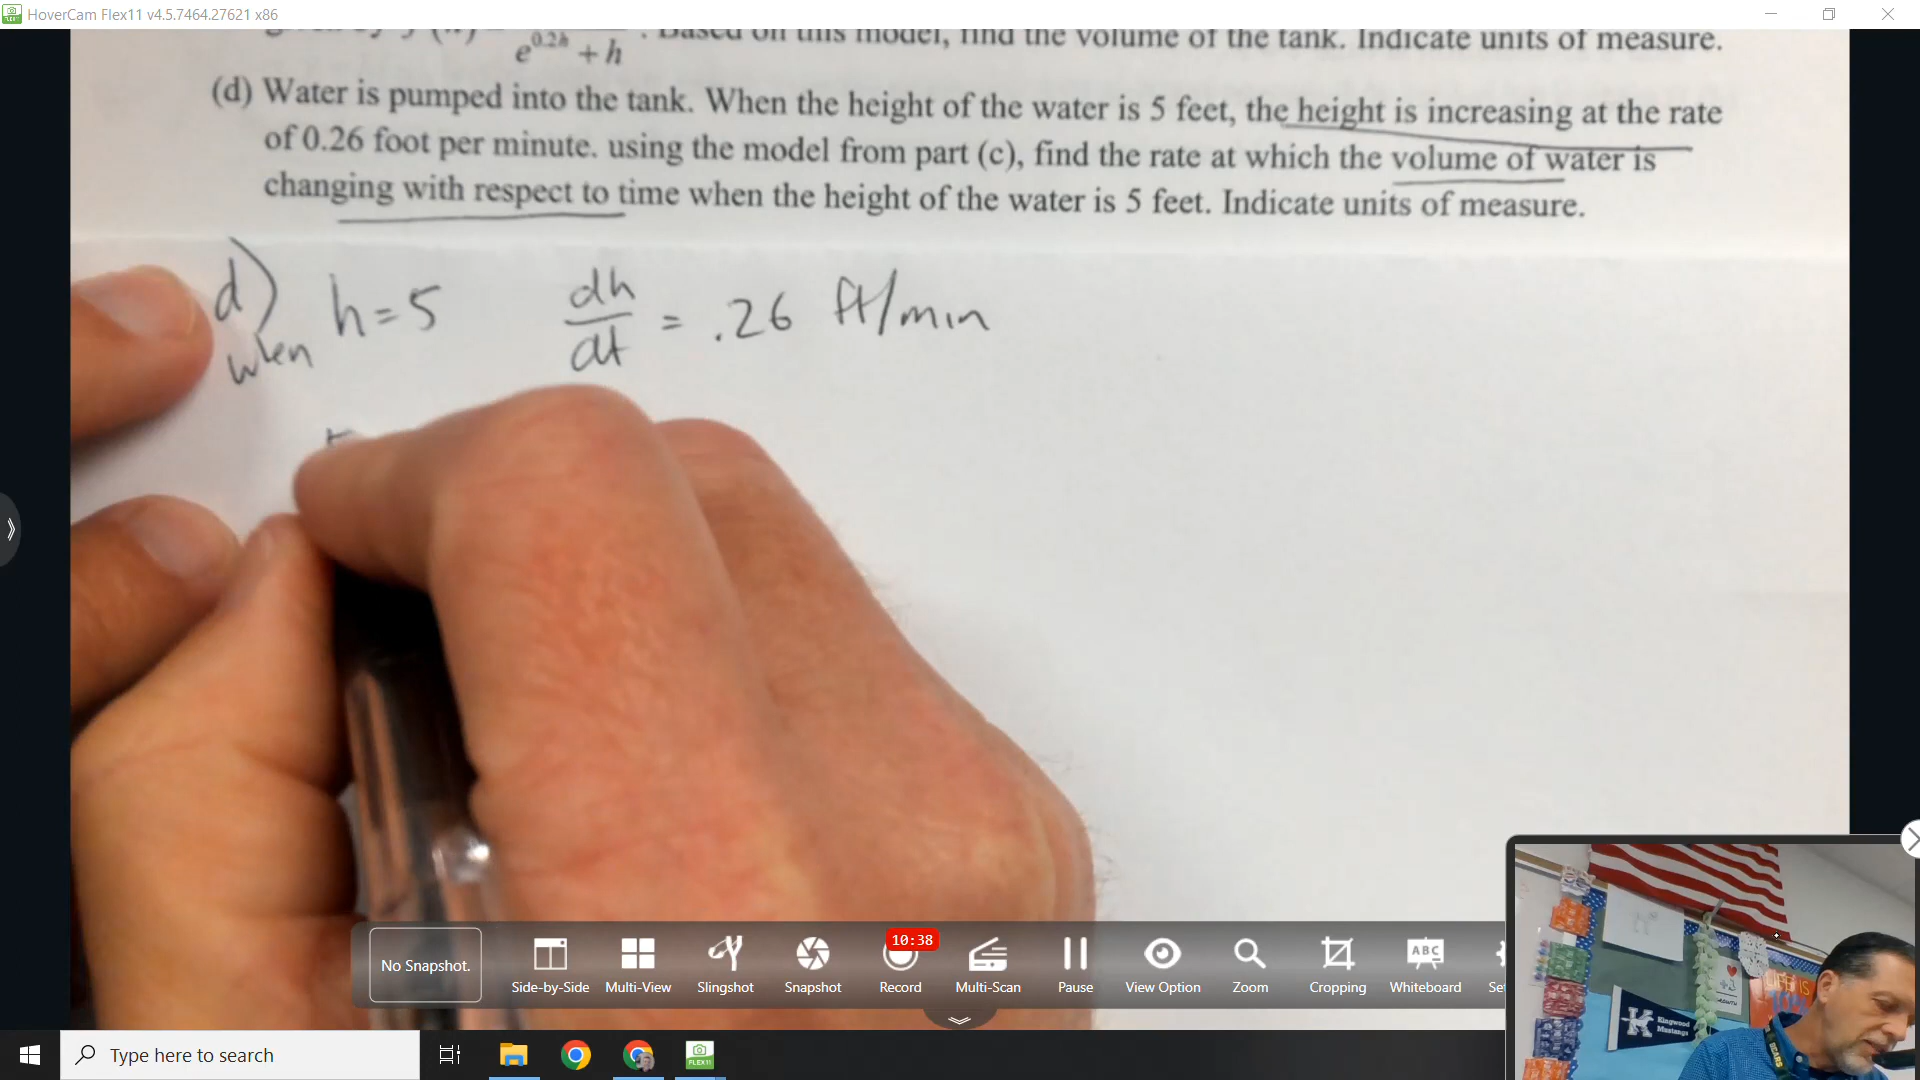 HoverCam Flex11 v4.5.7464.27621 x86
. Based on this model, find the volume of the tank. Indicate units of measure.
e^0.2h + h
(d) Water is pumped into the tank. When the height of the water is 5 feet, the height is increasing at the rate
of 0.26 foot per minute. using the model from part (c), find the rate at which the volume of water is
changing with respect to time when the height of the water is 5 feet. Indicate units of measure.
d) when h=5 dh/dt = .26 ft/min
No Snapshot.
Side-by-Side
Multi-View
Slingshot
Snapshot
10:38
Record
Multi-Scan
Pause
View Option
Zoom
Cropping
ABC
Whiteboard
Kingwood
Mustangs
K
LIFE IS
Type here to search
FLEX11